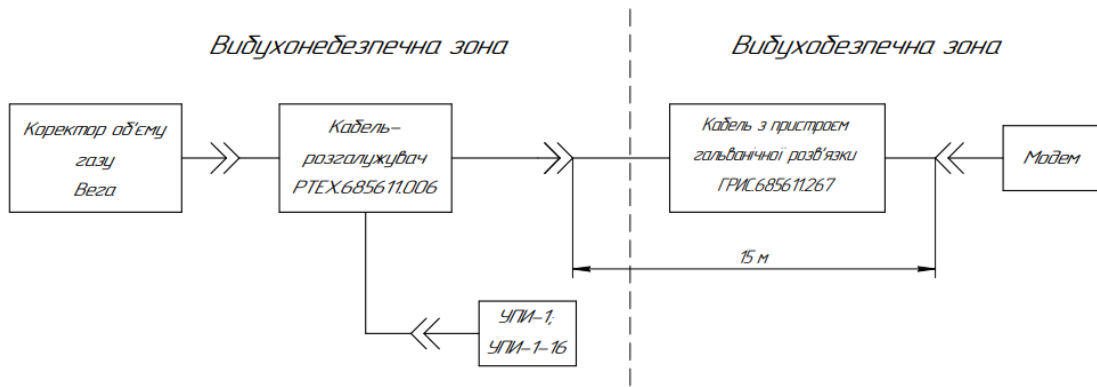 Вибухонебезпечна зона
Вибухобезпечна зона
Коректор об'єму
газу
Вега
Кабель-
розгалужувач
РТЕХ.685611.006
Кабель з пристроєм
гальванічної розв'язки
ГРИС.685611.267
Модем
15 м
УПИ-1;
УПИ-1-16